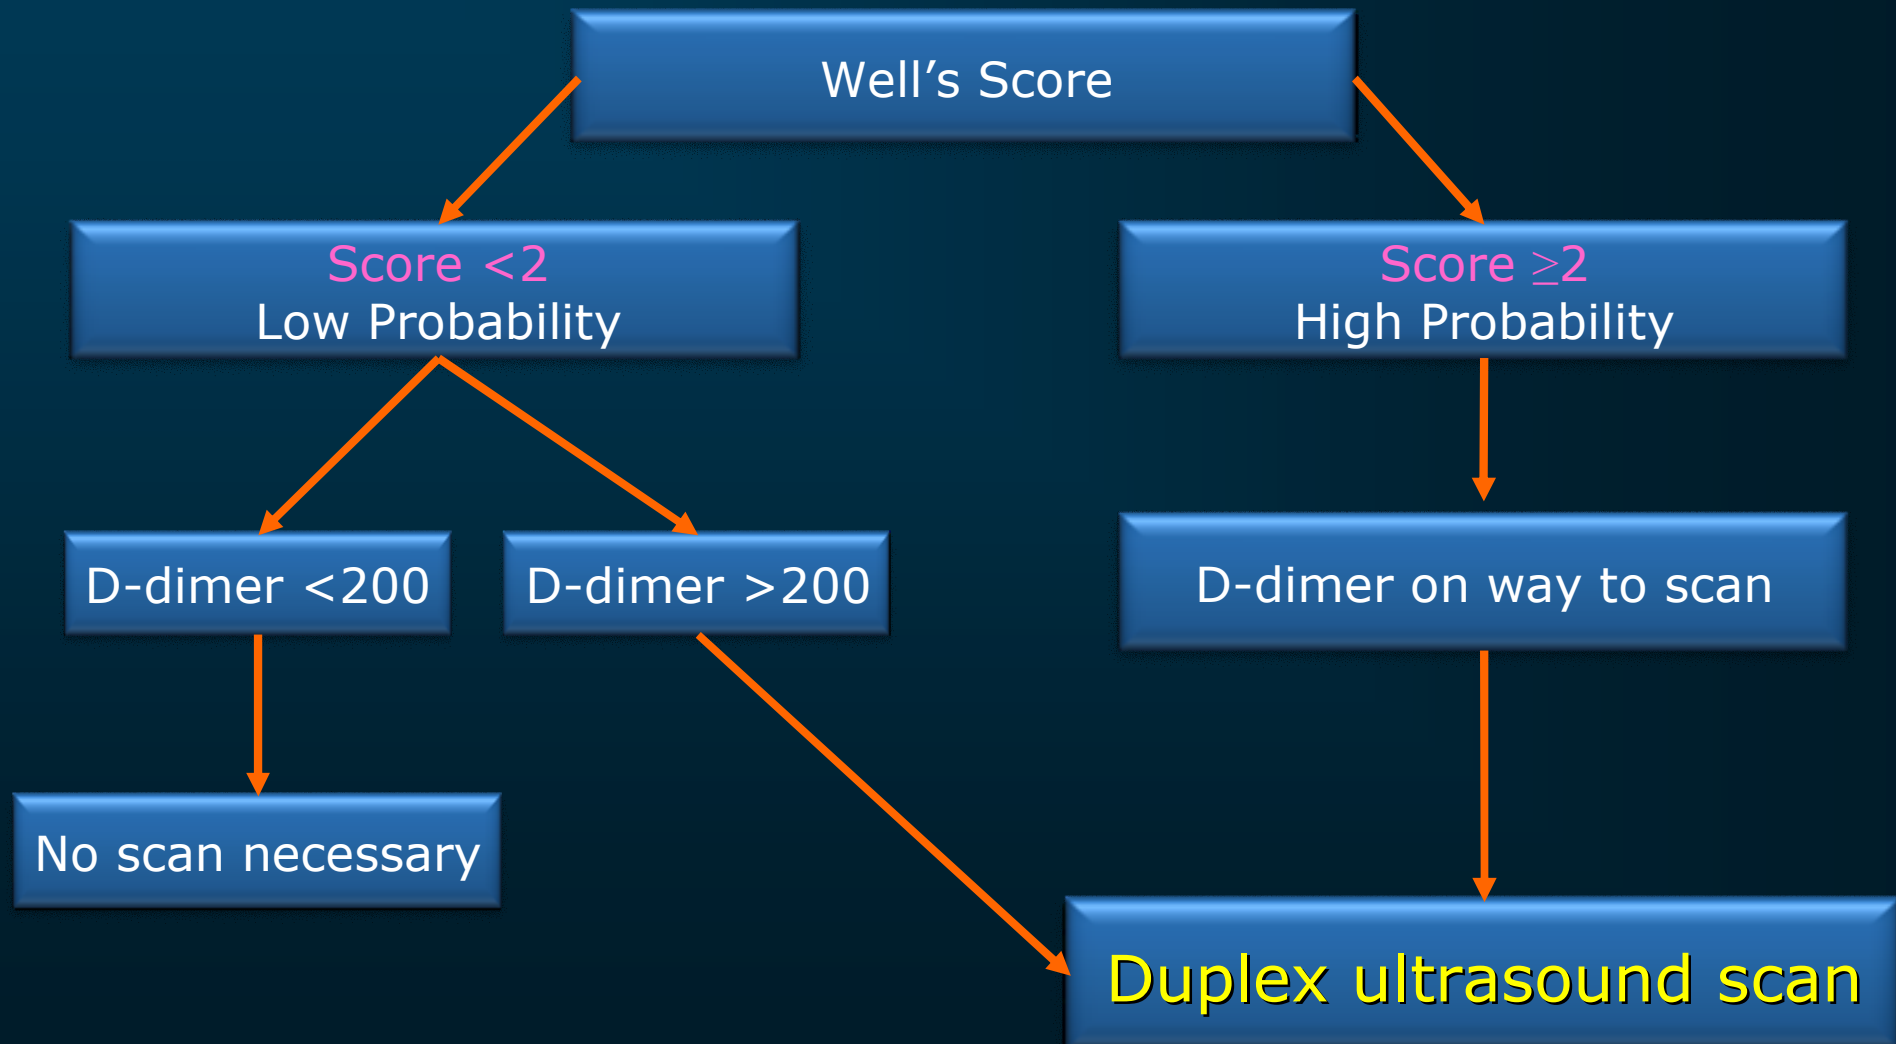 Well’s Score
Score <2
Low Probability
Score ≥2
High Probability
D-dimer <200
D-dimer >200
D-dimer on way to scan
No scan necessary
Duplex ultrasound scan